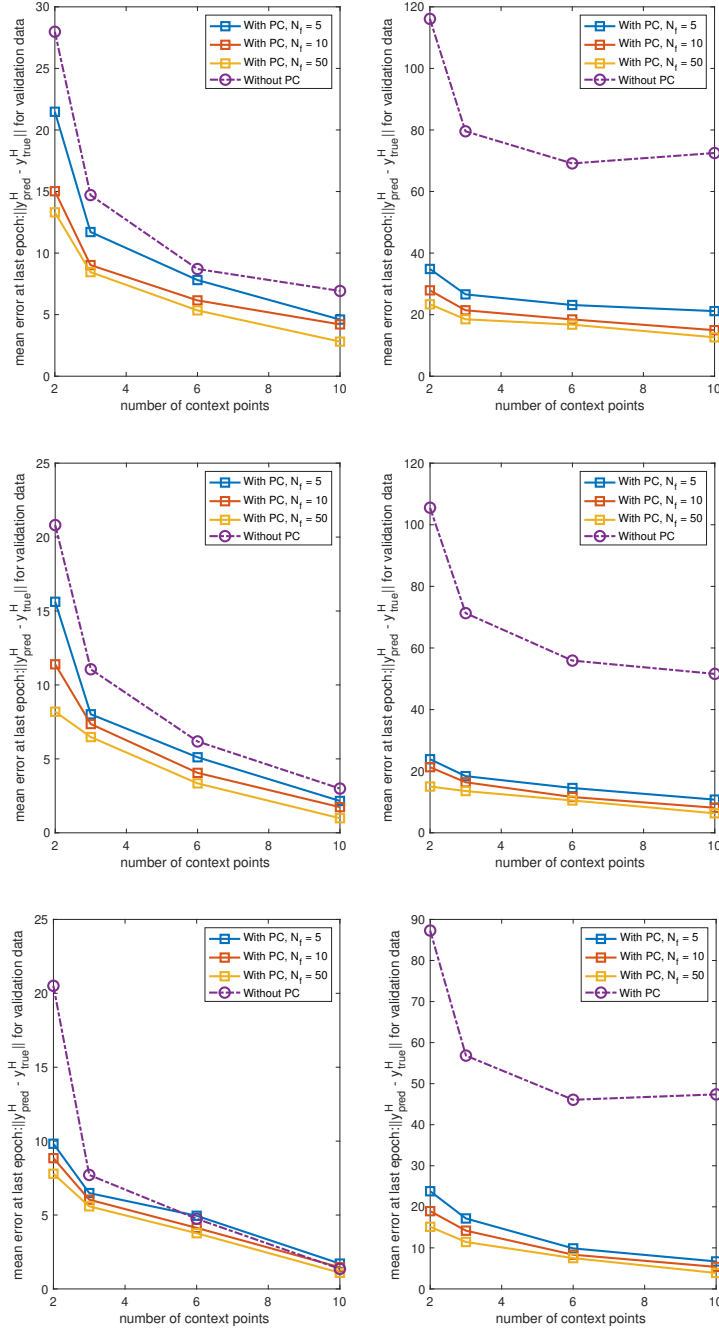 mean error at last epoch:||y^H_pred - y^H_true|| for validation data
30
25
20
15
10
5
0
With PC, N_f = 5
With PC, N_f = 10
With PC, N_f = 50
Without PC
2 4 6 8 10
number of context points
mean error at last epoch:||y^H_pred - y^H_true|| for validation data
120
100
80
60
40
20
0
With PC, N_f = 5
With PC, N_f = 10
With PC, N_f = 50
Without PC
2 4 6 8 10
number of context points
mean error at last epoch:||y^H_pred - y^H_true|| for validation data
25
20
15
10
5
0
With PC, N_f = 5
With PC, N_f = 10
With PC, N_f = 50
Without PC
2 4 6 8 10
number of context points
mean error at last epoch:||y^H_pred - y^H_true|| for validation data
120
100
80
60
40
20
0
With PC, N_f = 5
With PC, N_f = 10
With PC, N_f = 50
Without PC
2 4 6 8 10
number of context points
mean error at last epoch:||y^H_pred - y^H_true|| for validation data
25
20
15
10
5
0
With PC, N_f = 5
With PC, N_f = 10
With PC, N_f = 50
Without PC
2 4 6 8 10
number of context points
mean error at last epoch:||y^H_pred - y^H_true|| for validation data
90
80
70
60
50
40
30
20
10
0
With PC, N_f = 5
With PC, N_f = 10
With PC, N_f = 50
With PC
2 4 6 8 10
number of context points